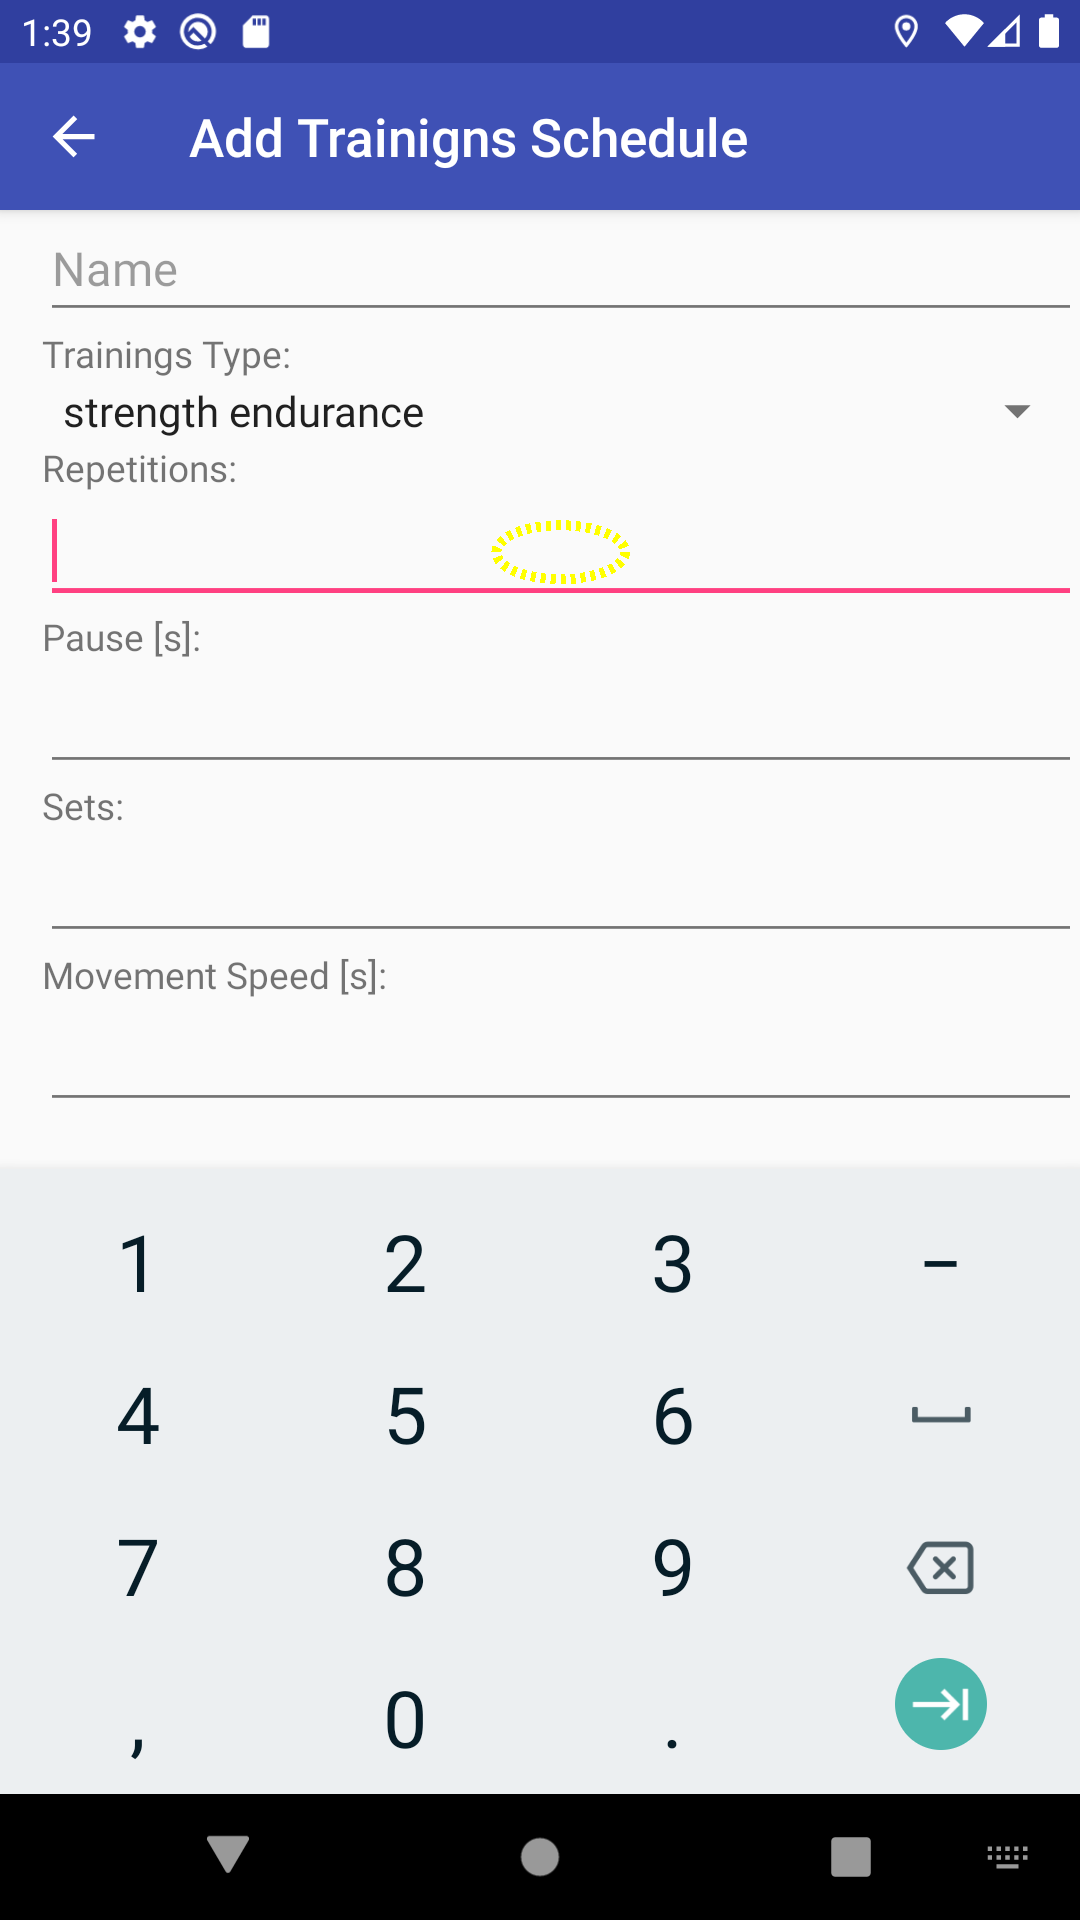 1:39
Add Trainigns Schedule
Name
Trainings Type:
strength endurance
Repetitions:
Pause [s]:
Sets:
Movement Speed [s]:
1 2 3 –
4 5 6
7 8 9
, 0 .